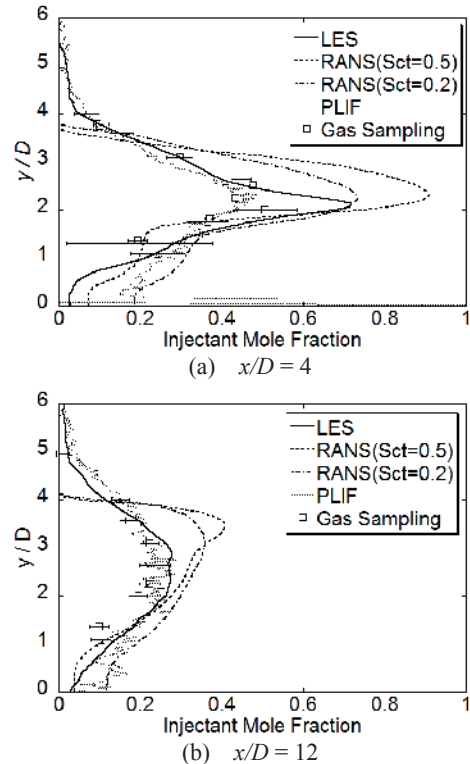 6
5
4
3
2
1
0
y / D
LES
RANS(Sct=0.5)
RANS(Sct=0.2)
PLIF
Gas Sampling
0 0.2 0.4 0.6 0.8 1
Injectant Mole Fraction
(a) x/D = 4
6
5
4
3
2
1
0
y / D
LES
RANS(Sct=0.5)
RANS(Sct=0.2)
PLIF
Gas Sampling
0 0.2 0.4 0.6 0.8 1
Injectant Mole Fraction
(b) x/D = 12